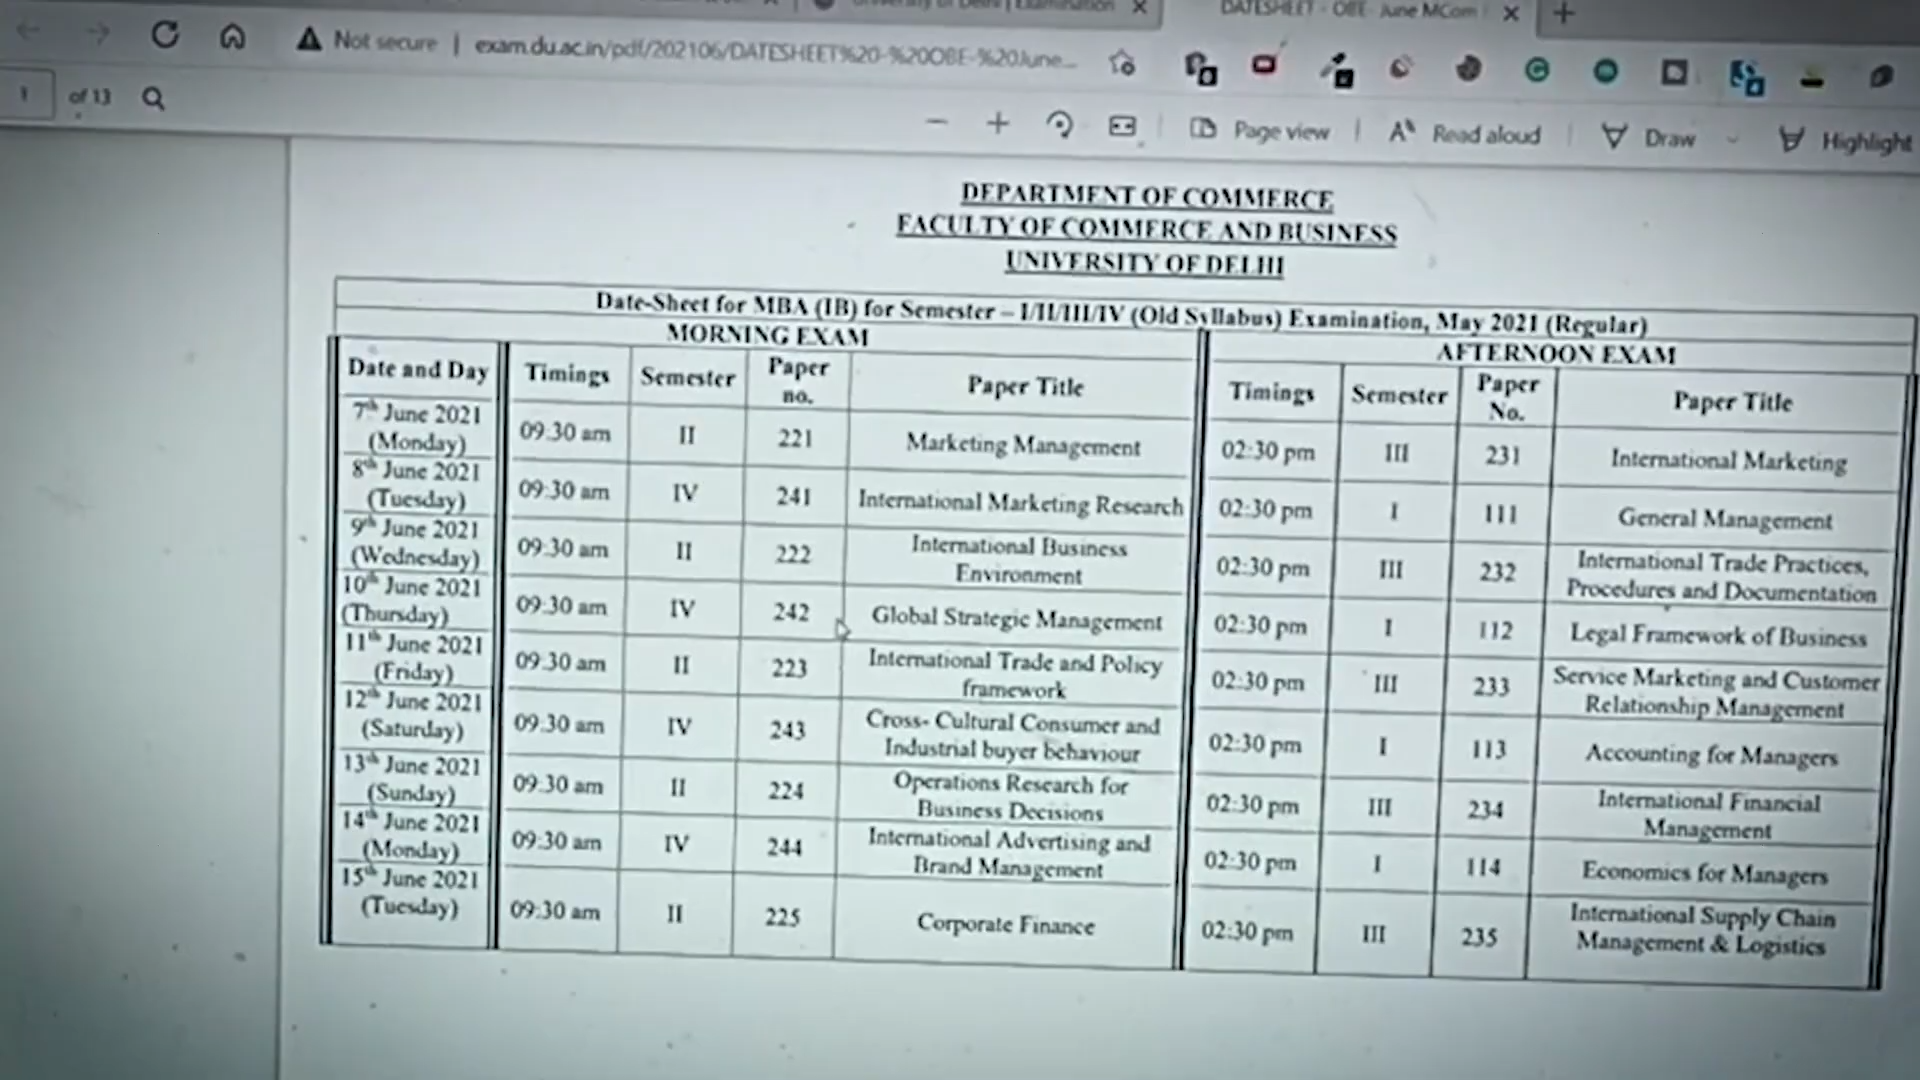 DATESHEET - OBE June MCom
Not secure | exam.du.ac.in/pdf/202106/DATESHEET%20-%20OBE-%20June...
1 of 13
Page view | Read aloud | Draw Highlight
DEPARTMENT OF COMMERCE
FACULTY OF COMMERCE AND BUSINESS
UNIVERSITY OF DELHI
Date-Sheet for MBA (IB) for Semester – I/II/III/IV (Old Syllabus) Examination, May 2021 (Regular)
MORNING EXAM AFTERNOON EXAM
Date and Day Timings Semester Paper no. Paper Title Timings Semester Paper No. Paper Title
7th June 2021 (Monday) 09:30 am II 221 Marketing Management 02:30 pm III 231 International Marketing
8th June 2021 (Tuesday) 09:30 am IV 241 International Marketing Research 02:30 pm I 111 General Management
9th June 2021 (Wednesday) 09:30 am II 222 International Business Environment 02:30 pm III 232 International Trade Practices, Procedures and Documentation
10th June 2021 (Thursday) 09:30 am IV 242 Global Strategic Management 02:30 pm I 112 Legal Framework of Business
11th June 2021 (Friday) 09:30 am II 223 International Trade and Policy framework 02:30 pm III 233 Service Marketing and Customer Relationship Management
12th June 2021 (Saturday) 09:30 am IV 243 Cross- Cultural Consumer and Industrial buyer behaviour 02:30 pm I 113 Accounting for Managers
13th June 2021 (Sunday) 09:30 am II 224 Operations Research for Business Decisions 02:30 pm III 234 International Financial Management
14th June 2021 (Monday) 09:30 am IV 244 International Advertising and Brand Management 02:30 pm I 114 Economics for Managers
15th June 2021 (Tuesday) 09:30 am II 225 Corporate Finance 02:30 pm III 235 International Supply Chain Management & Logistics